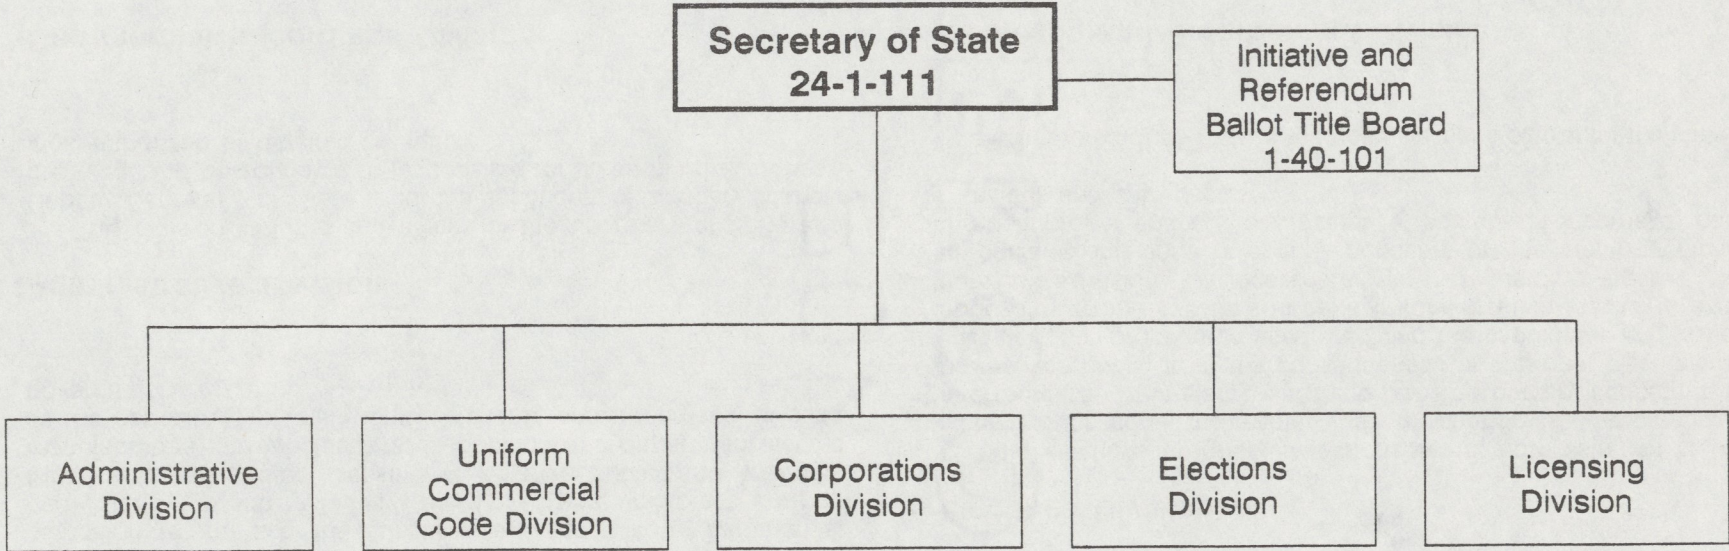 Secretary of State
24-1-111
Initiative and
Referendum
Ballot Title Board
1-40-101
Administrative
Division
Uniform
Commercial
Code Division
Corporations
Division
Elections
Division
Licensing
Division